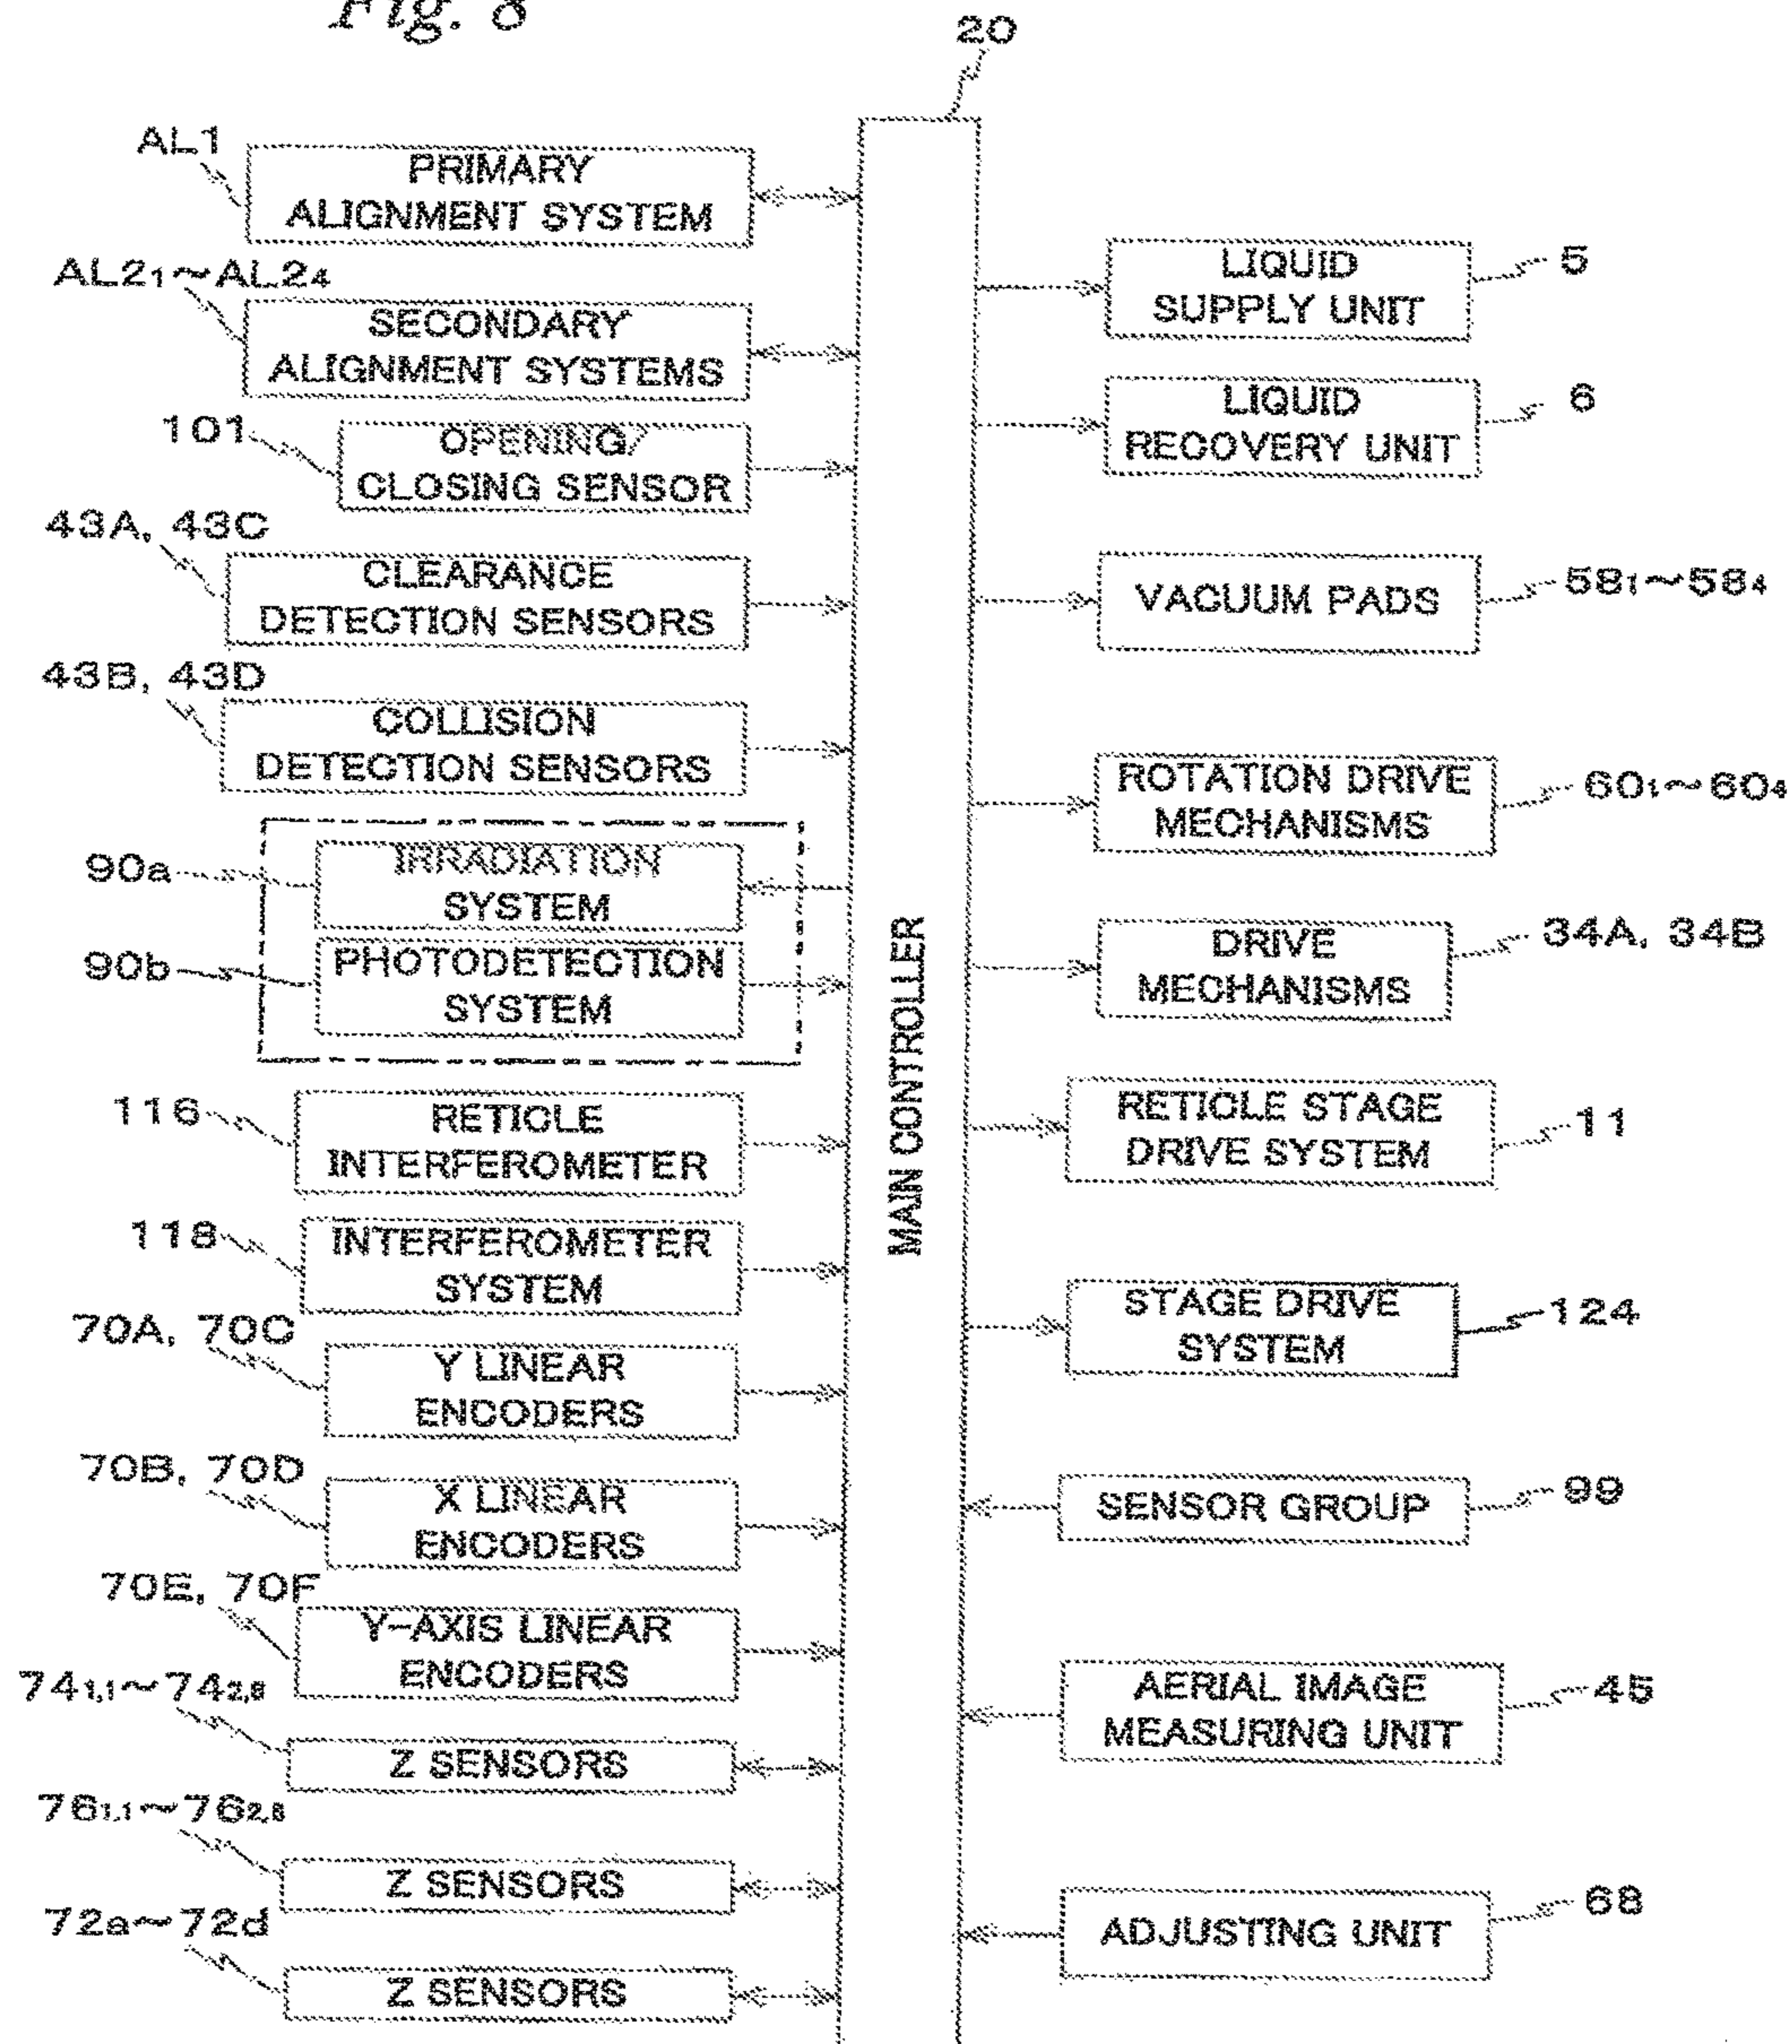 Fig. 8
20
AL1
PRIMARY
ALIGNMENT SYSTEM
AL2₁~AL2₄
SECONDARY
ALIGNMENT SYSTEMS
101
OPENING/
CLOSING SENSOR
43A, 43C
CLEARANCE
DETECTION SENSORS
43B, 43D
COLLISION
DETECTION SENSORS
90a
IRRADIATION
SYSTEM
90b
PHOTODETECTION
SYSTEM
116
RETICLE
INTERFEROMETER
118
INTERFEROMETER
SYSTEM
70A, 70C
Y LINEAR
ENCODERS
70B, 70D
X LINEAR
ENCODERS
70E, 70F
Y-AXIS LINEAR
ENCODERS
74₁,₁~74₂,₆
Z SENSORS
76₁,₁~76₂,₈
Z SENSORS
72a~72d
Z SENSORS
MAIN CONTROLLER
LIQUID
SUPPLY UNIT
5
LIQUID
RECOVERY UNIT
6
VACUUM PADS
58₁~58₄
ROTATION DRIVE
MECHANISMS
60₁~60₄
DRIVE
MECHANISMS
34A, 34B
RETICLE STAGE
DRIVE SYSTEM
11
STAGE DRIVE
SYSTEM
124
SENSOR GROUP
99
AERIAL IMAGE
MEASURING UNIT
45
ADJUSTING UNIT
68